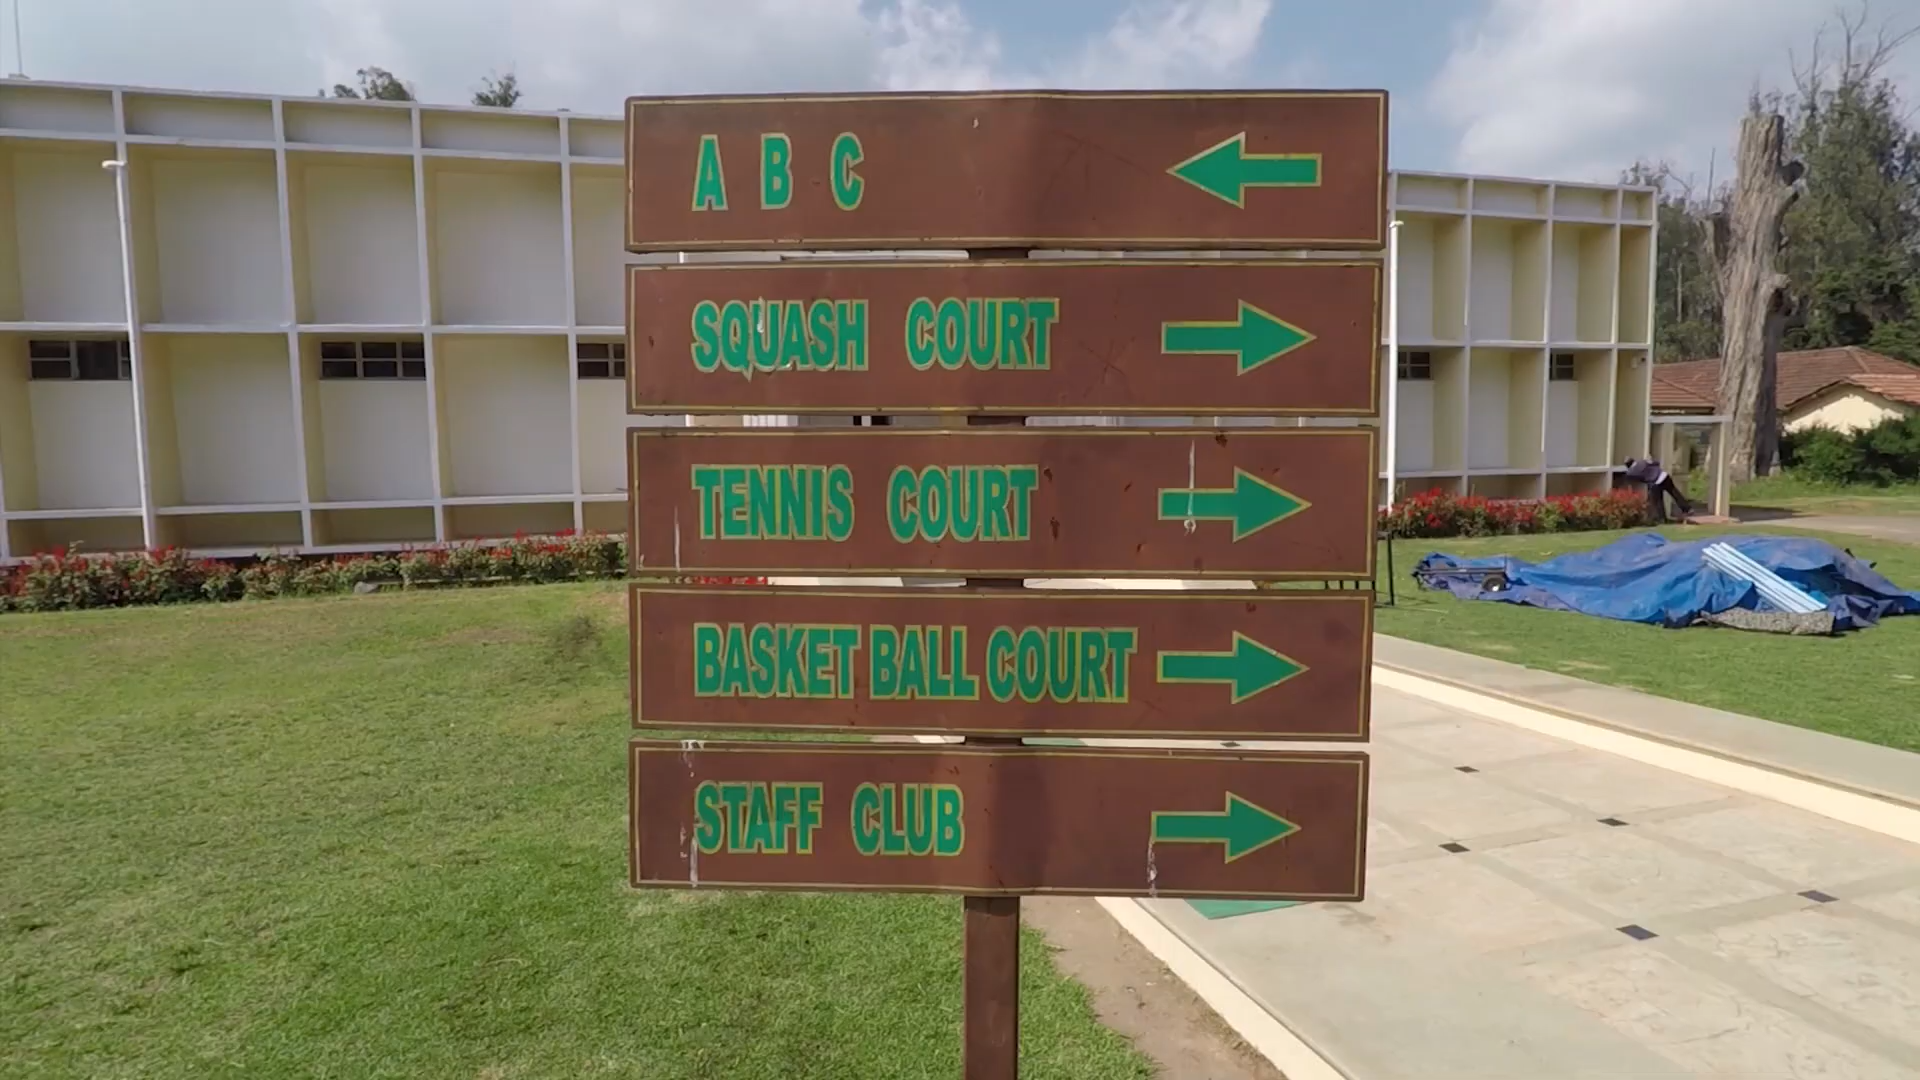 A B C
SQUASH COURT
TENNIS COURT
BASKET BALL COURT
STAFF CLUB